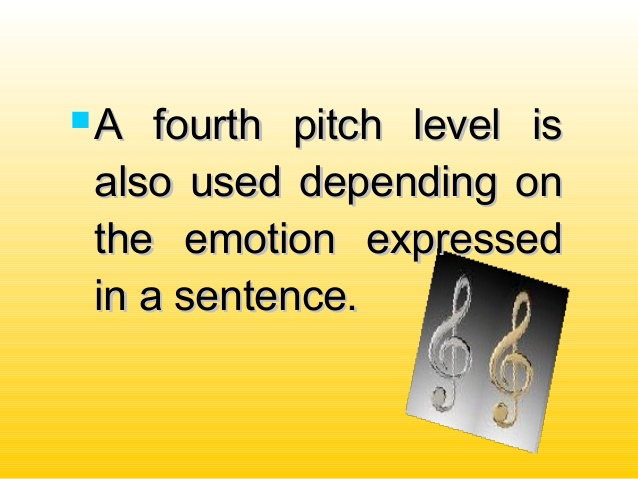 A fourth pitch level is
also used depending on
the emotion expressed
in a sentence.